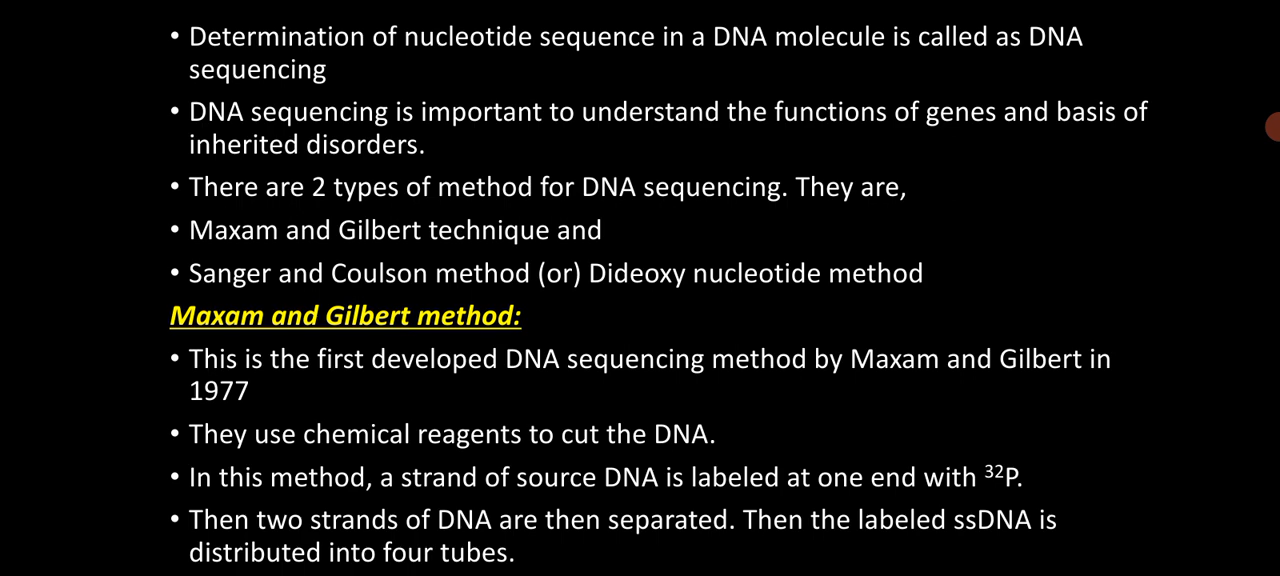 • Determination of nucleotide sequence in a DNA molecule is called as DNA
sequencing
• DNA sequencing is important to understand the functions of genes and basis of
inherited disorders.
• There are 2 types of method for DNA sequencing. They are,
• Maxam and Gilbert technique and
• Sanger and Coulson method (or) Dideoxy nucleotide method
Maxam and Gilbert method:
• This is the first developed DNA sequencing method by Maxam and Gilbert in
1977
• They use chemical reagents to cut the DNA.
• In this method, a strand of source DNA is labeled at one end with ³²P.
• Then two strands of DNA are then separated. Then the labeled ssDNA is
distributed into four tubes.